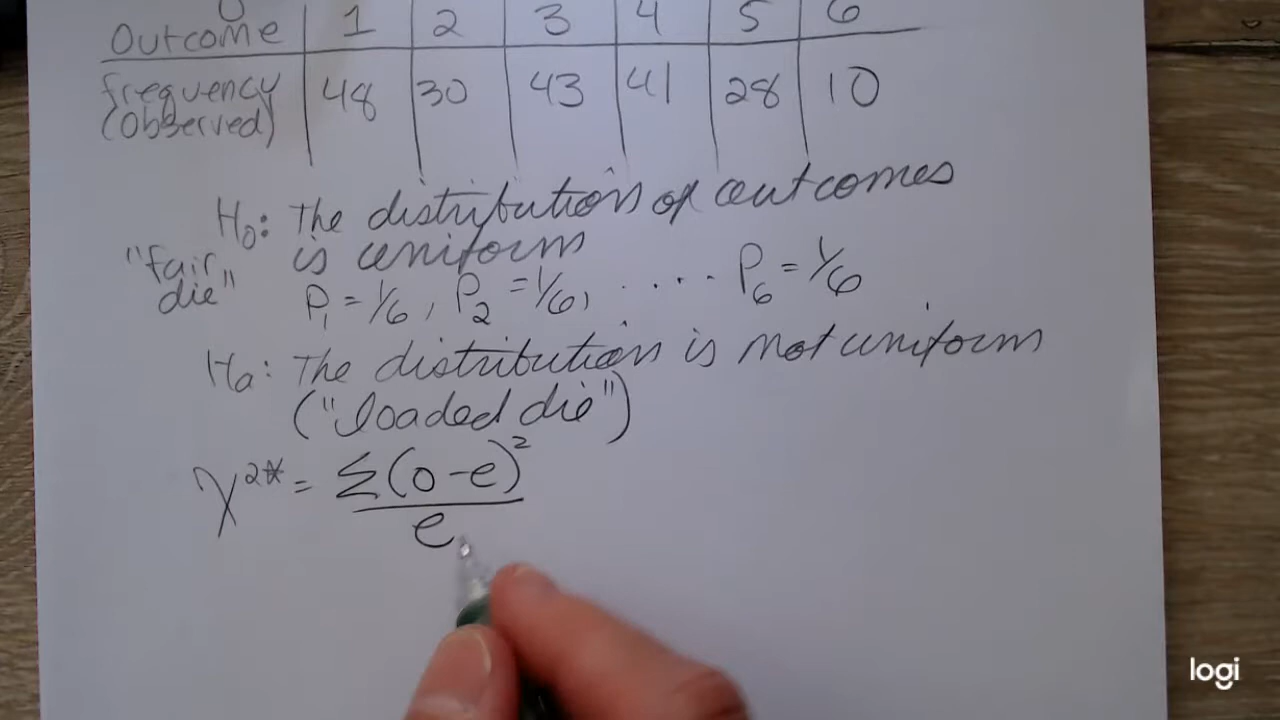 Outcome 1 2 3 4 5 6
frequency 48 30 43 41 28 10
(Observed)
H₀: The distribution of outcomes
"fair is uniform
die" P₁ = 1/6, P₂ = 1/6, .... P₆ = 1/6
Hₐ: The distribution is not uniform
("loaded die")
χ²* = Σ(o-e)²
e
logi